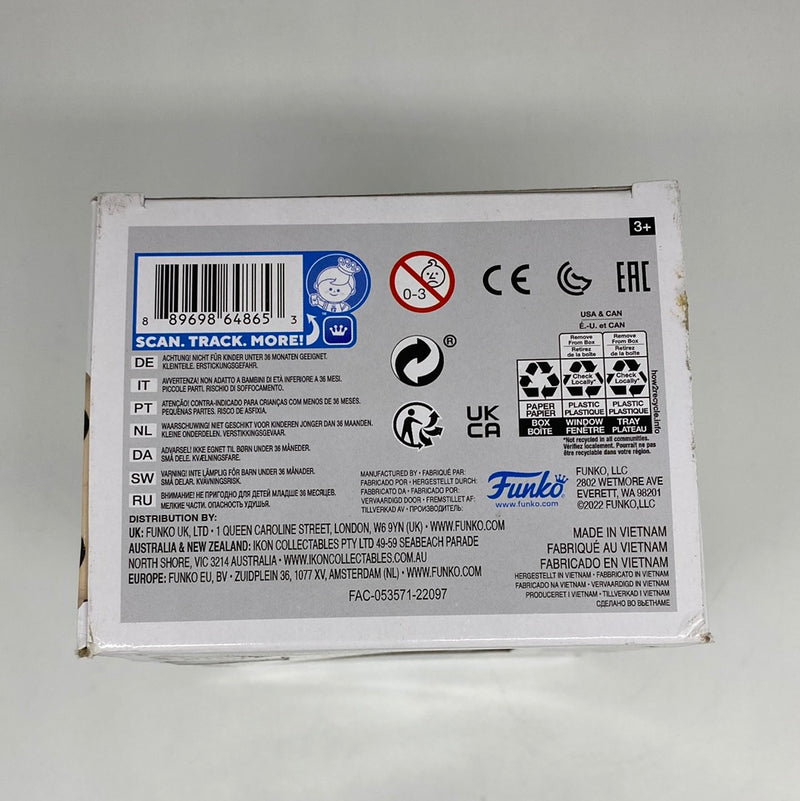 3+
8 89698 64865 3
SCAN. TRACK. MORE!
0-3
CE
EAC
DE ACHTUNG! NICHT FÜR KINDER UNTER 36 MONATEN GEEIGNET.
KLEINTEILE. ERSTICKUNGSGEFAHR.
IT AVVERTENZA! NON ADATTO A BAMBINI DI ETÀ INFERIORE A 36 MESI.
PICCOLE PARTI. RISCHIO DI SOFFOCAMENTO.
PT ATENÇÃO! CONTRA-INDICADO PARA CRIANÇAS COM MENOS DE 36 MESES.
PEQUENAS PARTES. RISCO DE ASFIXIA.
NL WAARSCHUWING! NIET GESCHIKT VOOR KINDEREN JONGER DAN 36 MAANDEN.
KLEINE ONDERDELEN. VERSTIKKINGSGEVAAR.
DA ADVARSEL! IKKE EGNET TIL BØRN UNDER 36 MÅNEDER.
SMÅ DELE. KVÆLNINGSFARE.
SW VARNING! INTE LÄMPLIG FÖR BARN UNDER 36 MÅNADER.
SMÅ DELAR. KVÄVNINGSRISK.
RU ВНИМАНИЕ! НЕ ПРИГОДНО ДЛЯ ДЕТЕЙ МЛАДШЕ 36 МЕСЯЦЕВ.
МЕЛКИЕ ЧАСТИ. ОПАСНОСТЬ УДУШЬЯ.
®
UK
CA
USA & CAN
É.-U. et CAN
Remove From Box
Retirez de la boîte
Remove From Box
Retirez de la boîte
Check Locally*
Check Locally*
PAPER PAPIER
PLASTIC PLASTIQUE
PLASTIC PLASTIQUE
BOX BOÎTE
WINDOW FENÊTRE
TRAY PLATEAU
how2recycle.info
*Not recycled in all communities.
Vérifiez localement. Peut ne pas
être recyclable dans votre région.
MANUFACTURED BY • FABRIQUÉ PAR:
FABRICADO POR • HERGESTELLT DURCH:
FABBRICATO DA • FABRICADO POR:
VERVAARDIGD DOOR • FREMSTILLET AF:
TILLVERKAD AV • ПРОИЗВОДИТЕЛЬ:
Funko
www.funko.com
FUNKO, LLC
2802 WETMORE AVE
EVERETT, WA 98201
©2022 FUNKO,LLC
DISTRIBUTION BY:
UK: FUNKO UK, LTD • 1 QUEEN CAROLINE STREET, LONDON, W6 9YN (UK) • WWW.FUNKO.COM
AUSTRALIA & NEW ZEALAND: IKON COLLECTABLES PTY LTD 49-59 SEABEACH PARADE
NORTH SHORE, VIC 3214 AUSTRALIA • WWW.IKONCOLLECTABLES.COM.AU
EUROPE: FUNKO EU, BV • ZUIDPLEIN 36, 1077 XV, AMSTERDAM (NL) • WWW.FUNKO.COM
FAC-053571-22097
MADE IN VIETNAM
FABRIQUÉ AU VIETNAM
FABRICADO EN VIETNAM
HERGESTELLT IN VIETNAM • FABBRICATO IN VIETNAM
FABRICADO NA VIETNAM • VERVAARDIGD IN VIETNAM
PRODUCERET I VIETNAM • TILLVERKAD I VIETNAM
СДЕЛАНО ВО ВЬЕТНАМЕ